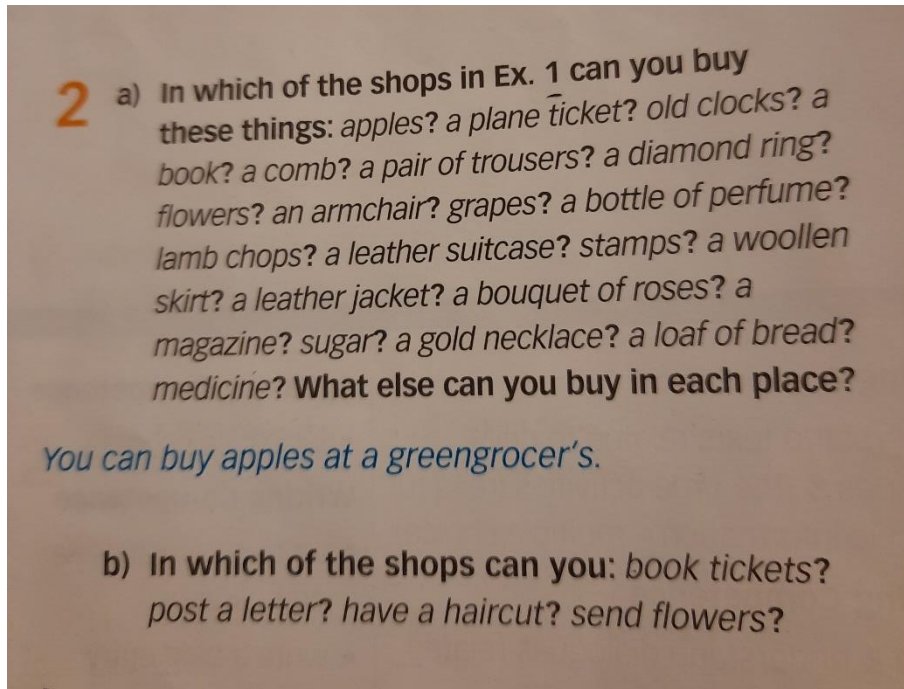 2 a) In which of the shops in Ex. 1 can you buy
these things: apples? a plane ticket? old clocks? a
book? a comb? a pair of trousers? a diamond ring?
flowers? an armchair? grapes? a bottle of perfume?
lamb chops? a leather suitcase? stamps? a woollen
skirt? a leather jacket? a bouquet of roses? a
magazine? sugar? a gold necklace? a loaf of bread?
medicine? What else can you buy in each place?
You can buy apples at a greengrocer's.
b) In which of the shops can you: book tickets?
post a letter? have a haircut? send flowers?